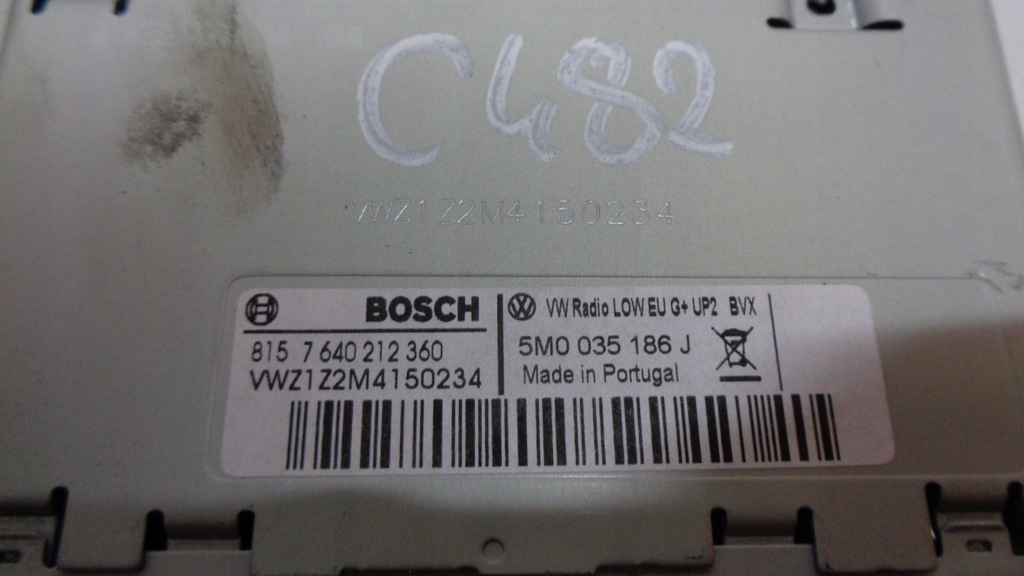 C482
VWZ1Z2M4150234
BOSCH
815 7 640 212 360
VWZ1Z2M4150234
VW Radio LOW EU G+ UP2 BVX
5M0 035 186 J
Made in Portugal